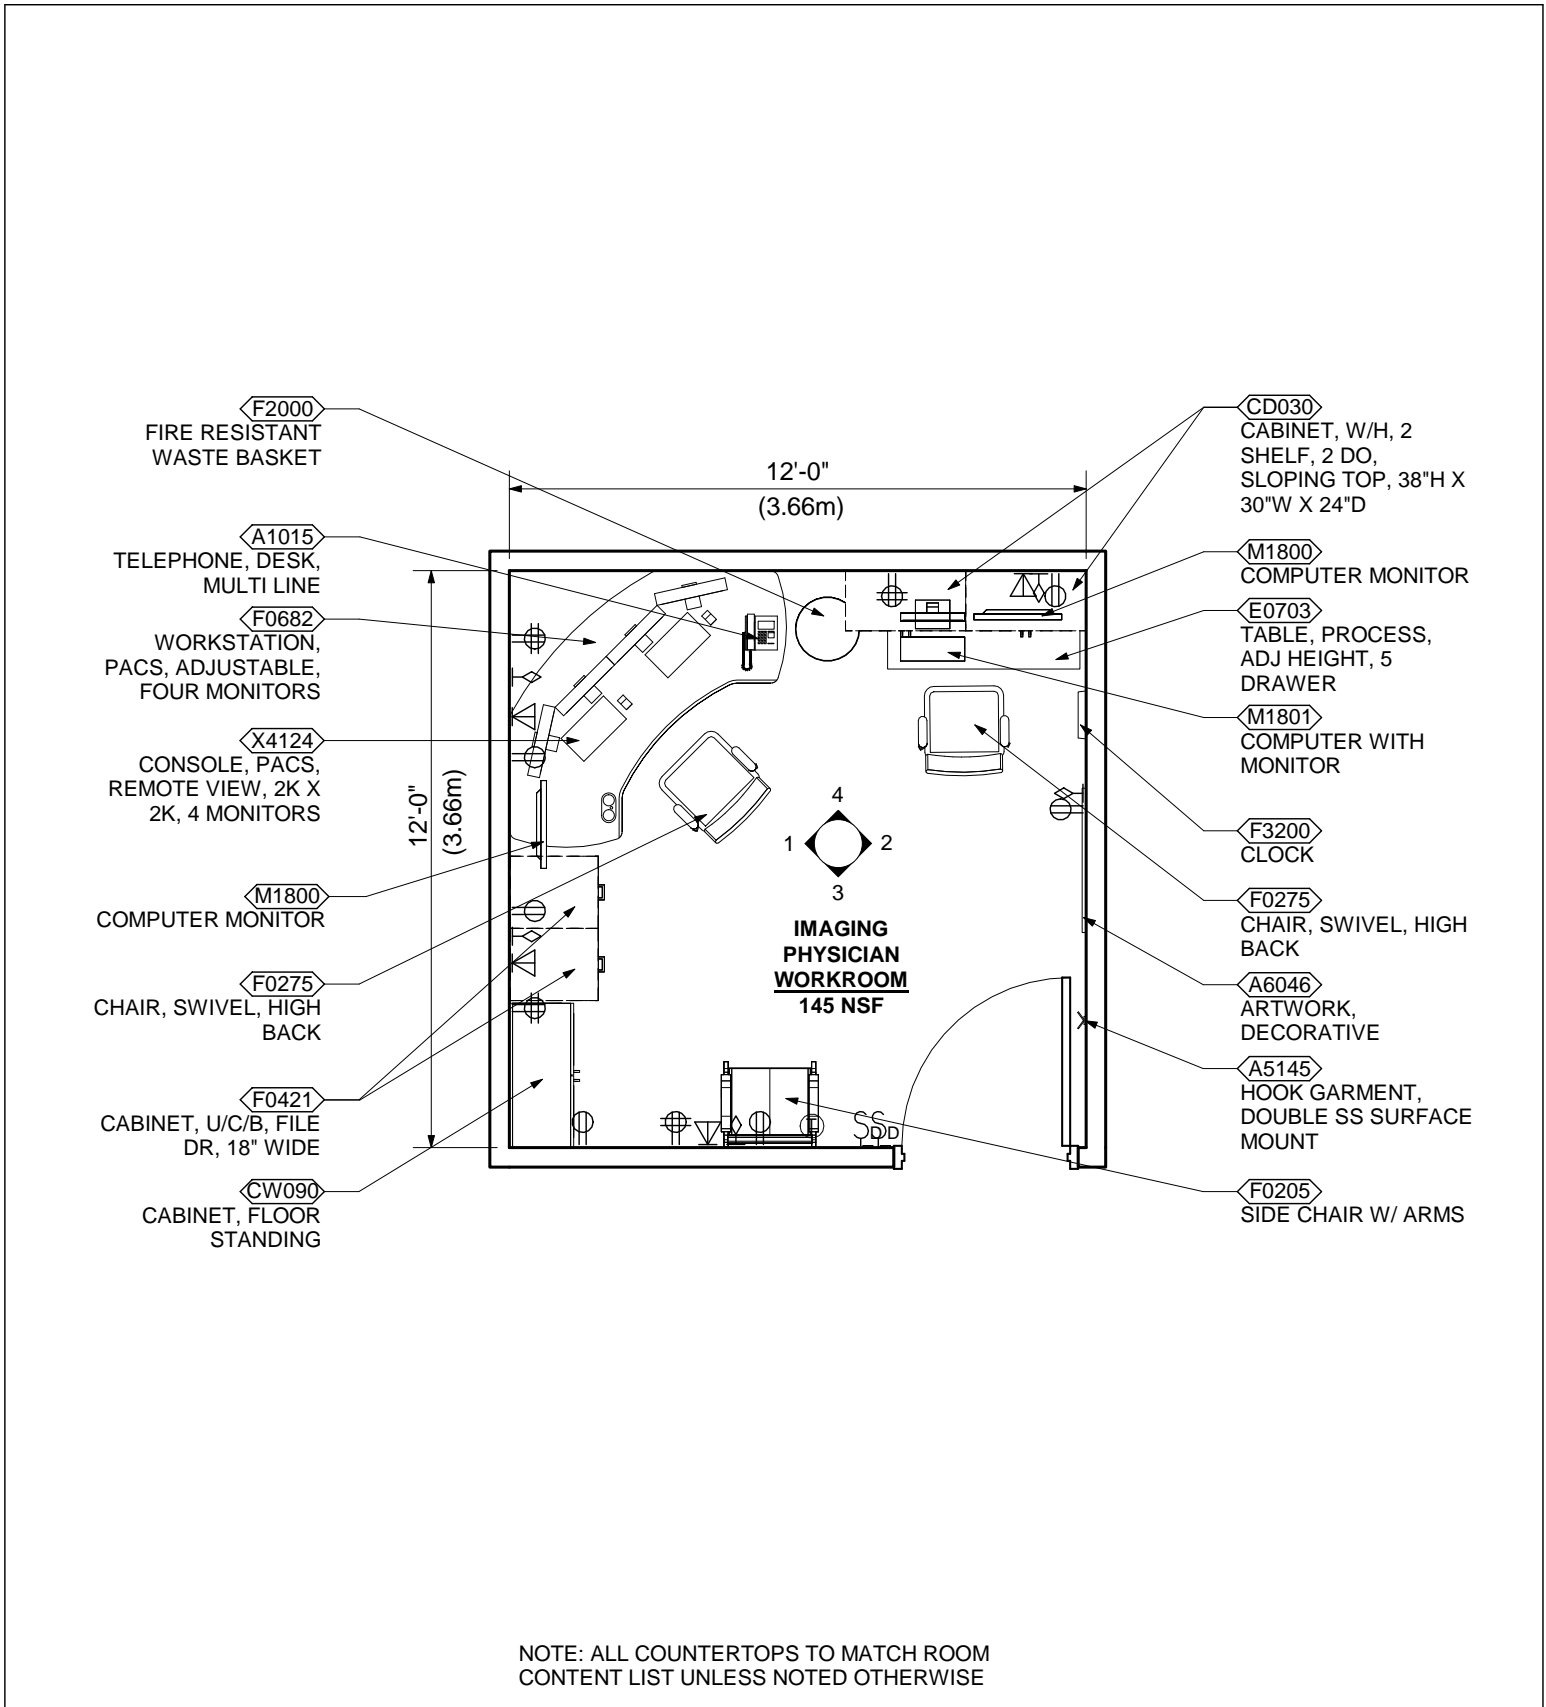 F2000
FIRE RESISTANT
WASTE BASKET
A1015
TELEPHONE, DESK,
MULTI LINE
F0682
WORKSTATION,
PACS, ADJUSTABLE,
FOUR MONITORS
X4124
CONSOLE, PACS,
REMOTE VIEW, 2K X
2K, 4 MONITORS
M1800
COMPUTER MONITOR
F0275
CHAIR, SWIVEL, HIGH
BACK
F0421
CABINET, U/C/B, FILE
DR, 18" WIDE
CW090
CABINET, FLOOR
STANDING
12'-0"
(3.66m)
12'-0"
(3.66m)
4
1
2
3
IMAGING
PHYSICIAN
WORKROOM
145 NSF
S
D
S
D
D
CD030
CABINET, W/H, 2
SHELF, 2 DO,
SLOPING TOP, 38"H X
30"W X 24"D
M1800
COMPUTER MONITOR
E0703
TABLE, PROCESS,
ADJ HEIGHT, 5
DRAWER
M1801
COMPUTER WITH
MONITOR
F3200
CLOCK
F0275
CHAIR, SWIVEL, HIGH
BACK
A6046
ARTWORK,
DECORATIVE
A5145
HOOK GARMENT,
DOUBLE SS SURFACE
MOUNT
F0205
SIDE CHAIR W/ ARMS
NOTE: ALL COUNTERTOPS TO MATCH ROOM
CONTENT LIST UNLESS NOTED OTHERWISE